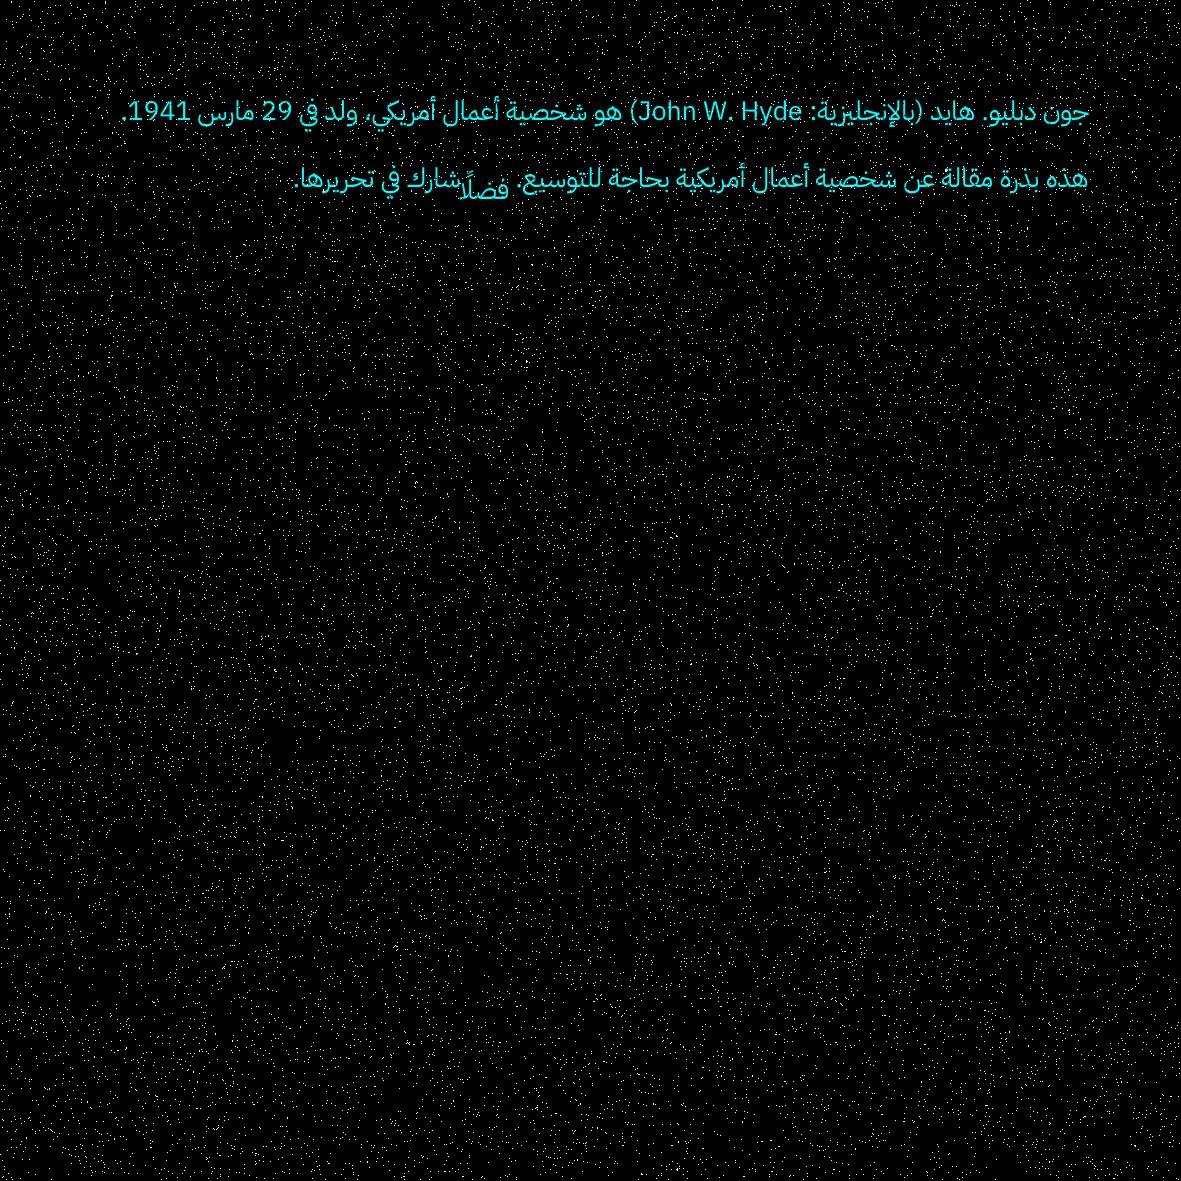 جون دبليو. هايد (بالإنجليزية: John W. Hyde) هو شخصية أعمال أمريكي، ولد في 29 مارس 1941.
هذه بذرة مقالة عن شخصية أعمال أمريكية بحاجة للتوسيع. فضلًا شارك في تحريرها.